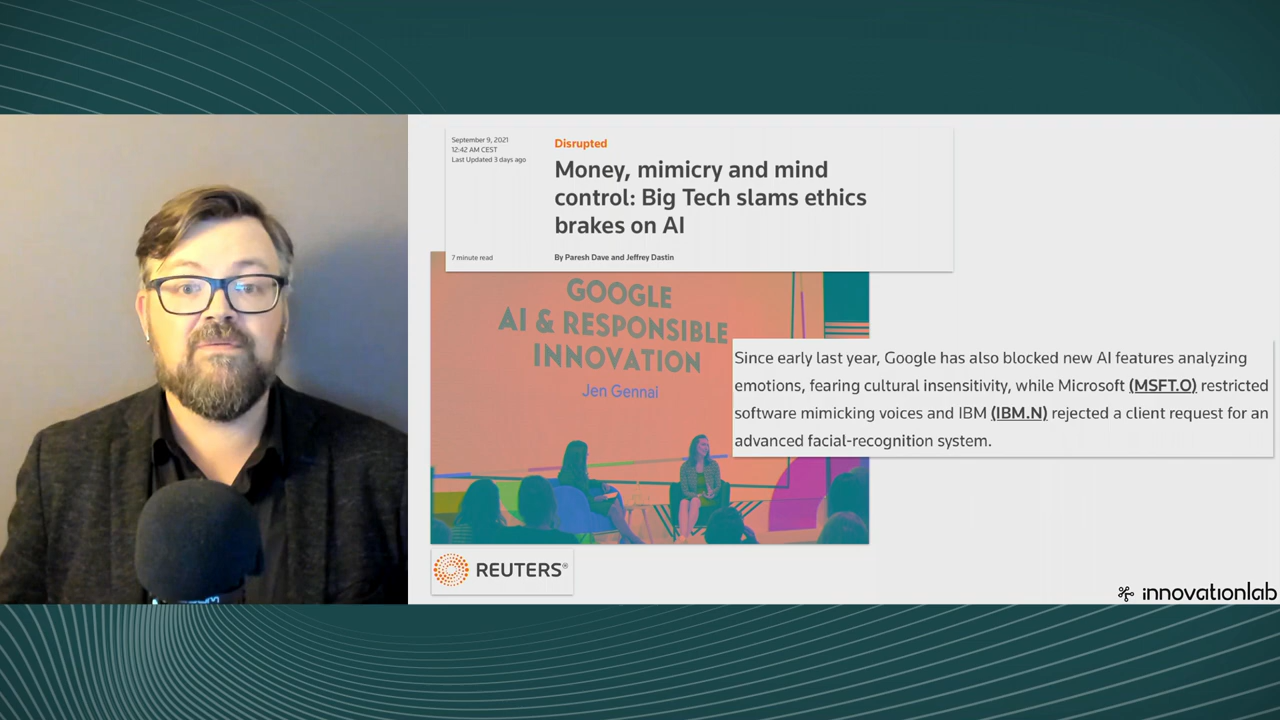 September 9, 2021
12:42 AM CEST
Last Updated 3 days ago
7 minute read
Disrupted
Money, mimicry and mind
control: Big Tech slams ethics
brakes on AI
By Paresh Dave and Jeffrey Dastin
GOOGLE
AI & RESPONSIBLE
INNOVATION
Jen Gennai
Since early last year, Google has also blocked new AI features analyzing
emotions, fearing cultural insensitivity, while Microsoft (MSFT.O) restricted
software mimicking voices and IBM (IBM.N) rejected a client request for an
advanced facial-recognition system.
REUTERS®
innovationlab